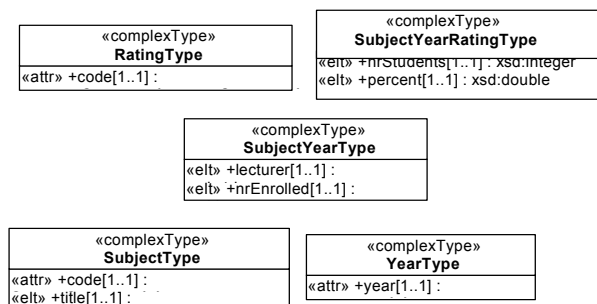 «complexType»
RatingType
«attr» +code[1..1] :
«complexType»
SubjectYearRatingType
«elt» +nrStudents[1..1] : xsd:integer
«elt» +percent[1..1] : xsd:double
«complexType»
SubjectYearType
«elt» +lecturer[1..1] :
«elt» +nrEnrolled[1..1] :
«complexType»
SubjectType
«attr» +code[1..1] :
«elt» +title[1..1] :
«complexType»
YearType
«attr» +year[1..1] :